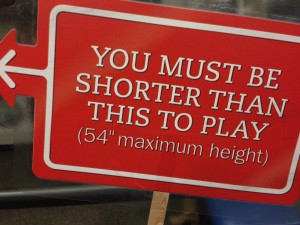 YOU MUST BE
SHORTER THAN
THIS TO PLAY
(54" maximum height)